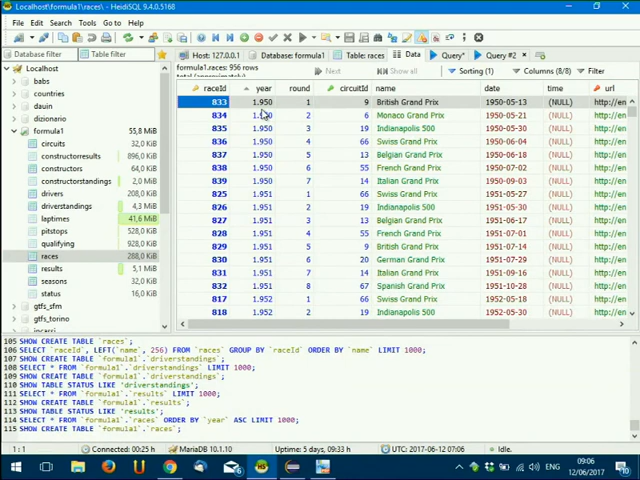 Localhost\formula1\races\ - HeidiSQL 9.4.0.5168
File Search Tools Go to Help
Database filter Table filter Host: 127.0.0.1 Database: formula1 Table: races Data Query* Query #2
Localhost
babs
countries
dauin
dizionario
formula1 55,8 MiB
circuits 32,0 KiB
constructorresults
constructors 64,0 KiB
constructorstandings
drivers 208,0 KiB
driverstandings
laptimes 41,6 MiB
pitstops 528,0 KiB
qualifying 928,0 KiB
races 288,0 KiB
results 5,1 MiB
seasons 32,0 KiB
status 16,0 KiB
gtfs_sfm
gtfs_torino
formula1.races: 956 rows
total (approximately)
Next Show all Sorting (1) Columns (8/8) Filter
raceId year round circuitId name date time url
833 1.950 1 9 British Grand Prix 1950-05-13 (NULL) http://en
834 1.950 2 6 Monaco Grand Prix 1950-05-21 (NULL) http://en
835 1.950 3 19 Indianapolis 500 1950-05-30 (NULL) http://en
836 1.950 4 66 Swiss Grand Prix 1950-06-04 (NULL) http://en
837 1.950 5 13 Belgian Grand Prix 1950-06-18 (NULL) http://en
838 1.950 6 55 French Grand Prix 1950-07-02 (NULL) http://en
839 1.950 7 14 Italian Grand Prix 1950-09-03 (NULL) http://en
825 1.951 1 66 Swiss Grand Prix 1951-05-27 (NULL) http://en
826 1.951 2 19 Indianapolis 500 1951-05-30 (NULL) http://en
827 1.951 3 13 Belgian Grand Prix 1951-06-17 (NULL) http://en
828 1.951 4 55 French Grand Prix 1951-07-01 (NULL) http://en
829 1.951 5 9 British Grand Prix 1951-07-14 (NULL) http://en
830 1.951 6 20 German Grand Prix 1951-07-29 (NULL) http://en
831 1.951 7 14 Italian Grand Prix 1951-09-16 (NULL) http://en
832 1.951 8 67 Spanish Grand Prix 1951-10-28 (NULL) http://en
817 1.952 1 66 Swiss Grand Prix 1952-05-18 (NULL) http://en
818 1.952 2 19 Indianapolis 500 1952-05-30 (NULL) http://en
105 SHOW CREATE TABLE `races`;
106 SELECT `raceId`, LEFT(`name`, 256) FROM `races` GROUP BY `raceId` ORDER BY `name` LIMIT 1000;
107 SHOW CREATE TABLE `formula1`.`driverstandings`;
108 SELECT * FROM `formula1`.`driverstandings` LIMIT 1000;
109 SHOW TABLE STATUS LIKE 'driverstandings';
110 SHOW CREATE TABLE `formula1`.`results`;
111 SELECT * FROM `formula1`.`results` LIMIT 1000;
112 SHOW CREATE TABLE `formula1`.`results`;
113 SHOW TABLE STATUS LIKE 'results';
114 SELECT * FROM `formula1`.`races` ORDER BY `year` ASC LIMIT 1000;
115 SHOW CREATE TABLE `formula1`.`races`;
1 : 1 Connected: 00:25 h MariaDB 10.1.10 Uptime: 5 days, 09:33 h UTC: 2017-06-12 07:06 Idle.
09:06
12/06/2017